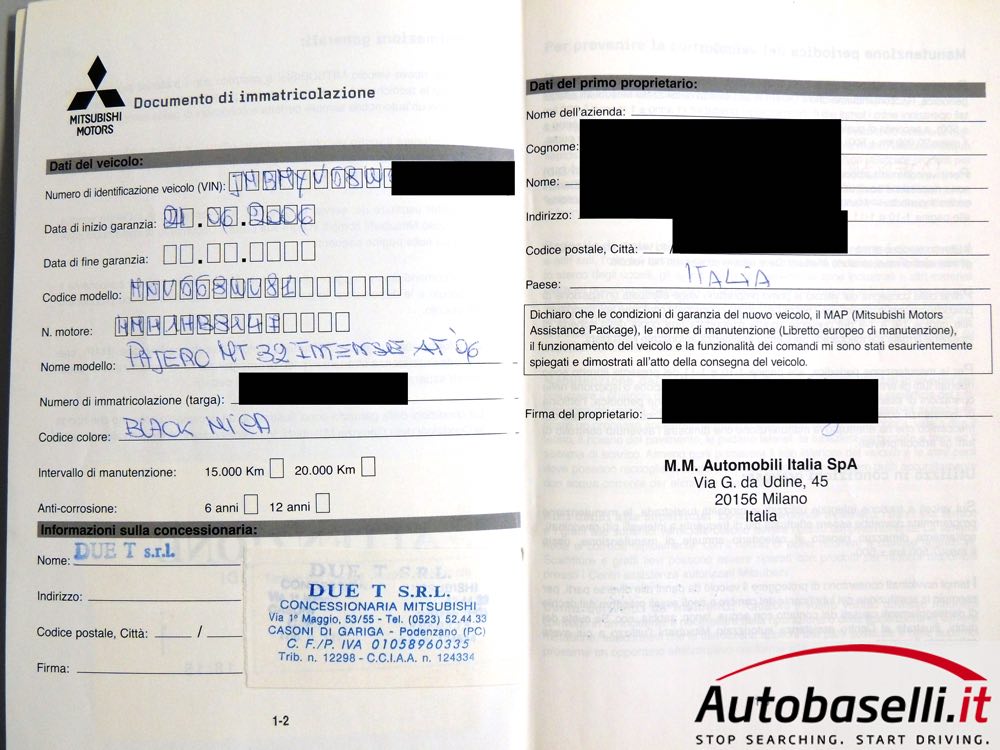 MITSUBISHI
MOTORS
Documento di immatricolazione
Dati del veicolo:
Numero di identificazione veicolo (VIN): JMBMYV68W
Data di inizio garanzia: 21.06.2006
Data di fine garanzia:
Codice modello:
N. motore:
Nome modello: PAJERO MT 32 INTENSE AT 06
Numero di immatricolazione (targa):
Codice colore: BLACK MICA
Intervallo di manutenzione: 15.000 Km 20.000 Km
Anti-corrosione: 6 anni 12 anni
Informazioni sulla concessionaria:
Nome: DUE T s.r.l.
Indirizzo:
Codice postale, Città: /
Firma:
DUE T S.R.L.
CONCESSIONARIA MITSUBISHI
Via 1° Maggio, 53/55 - Tel. (0523) 52.44.33
CASONI DI GARIGA - Podenzano (PC)
C. F./P. IVA 01058960335
Trib. n. 12298 - C.C.I.A.A. n. 124334
1-2
Dati del primo proprietario:
Nome dell'azienda:
Cognome:
Nome:
Indirizzo:
Codice postale, Città: /
Paese: ITALIA
Dichiaro che le condizioni di garanzia del nuovo veicolo, il MAP (Mitsubishi Motors
Assistance Package), le norme di manutenzione (Libretto europeo di manutenzione),
il funzionamento del veicolo e la funzionalità dei comandi mi sono stati esaurientemente
spiegati e dimostrati all'atto della consegna del veicolo.
Firma del proprietario:
M.M. Automobili Italia SpA
Via G. da Udine, 45
20156 Milano
Italia
Autobaselli.it
STOP SEARCHING. START DRIVING.